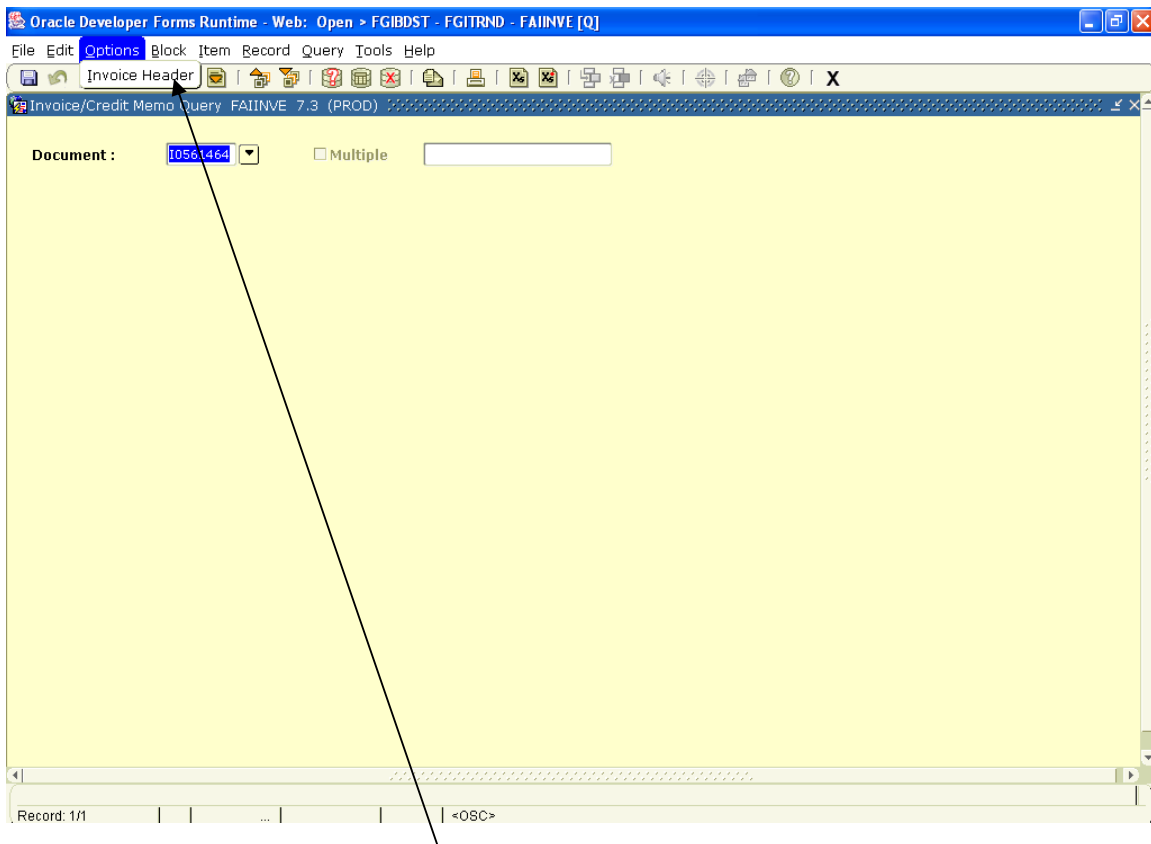 Oracle Developer Forms Runtime - Web: Open > FGIBDST - FGITRND - FAIINVE [Q]
File Edit Options Block Item Record Query Tools Help
Invoice Header
X
Invoice/Credit Memo Query FAIINVE 7.3 (PROD)
Document : I0561464 Multiple
Record: 1/1 ... <OSC>